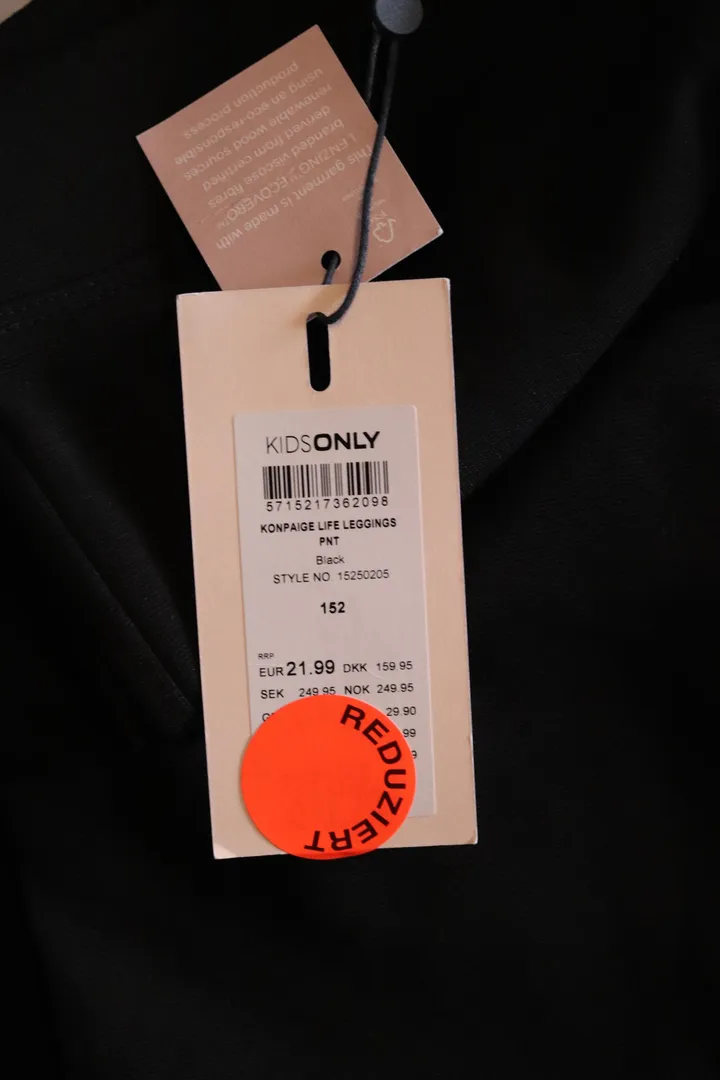 This garment is made with
LENZING™ ECOVERO™
branded viscose fibres
derived from certified
renewable wood sources
using an eco-responsible
production process
KIDSONLY
5715217362098
KONPAIGE LIFE LEGGINGS
PNT
Black
STYLE NO. 15250205
152
RRP
EUR 21.99 DKK 159.95
SEK 249.95 NOK 249.95
29.90
99
9
REDUZIERT